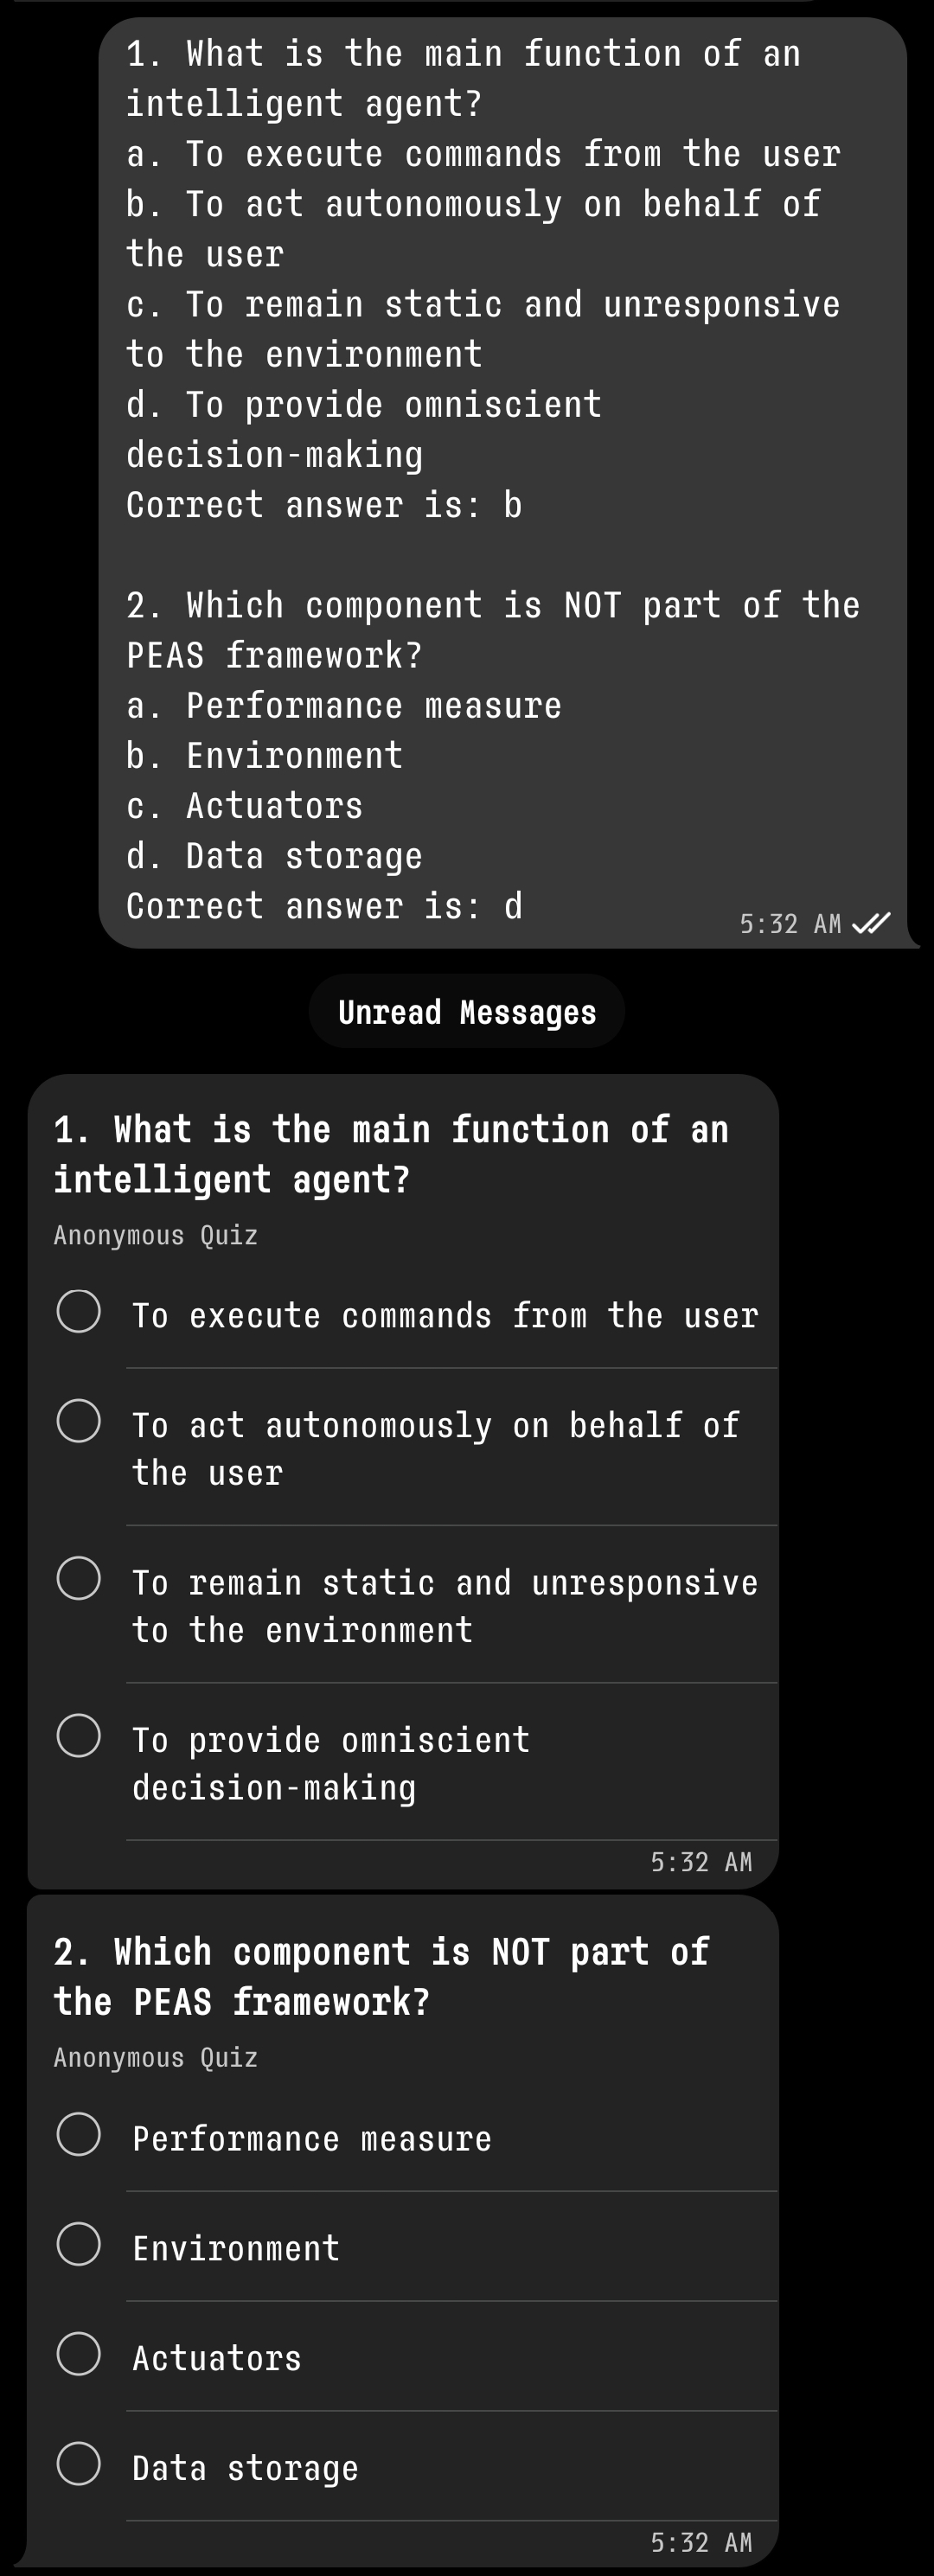 1. What is the main function of an
intelligent agent?
a. To execute commands from the user
b. To act autonomously on behalf of
the user
c. To remain static and unresponsive
to the environment
d. To provide omniscient
decision-making
Correct answer is: b
2. Which component is NOT part of the
PEAS framework?
a. Performance measure
b. Environment
c. Actuators
d. Data storage
Correct answer is: d
5:32 AM
Unread Messages
1. What is the main function of an
intelligent agent?
Anonymous Quiz
To execute commands from the user
To act autonomously on behalf of
the user
To remain static and unresponsive
to the environment
To provide omniscient
decision-making
5:32 AM
2. Which component is NOT part of
the PEAS framework?
Anonymous Quiz
Performance measure
Environment
Actuators
Data storage
5:32 AM